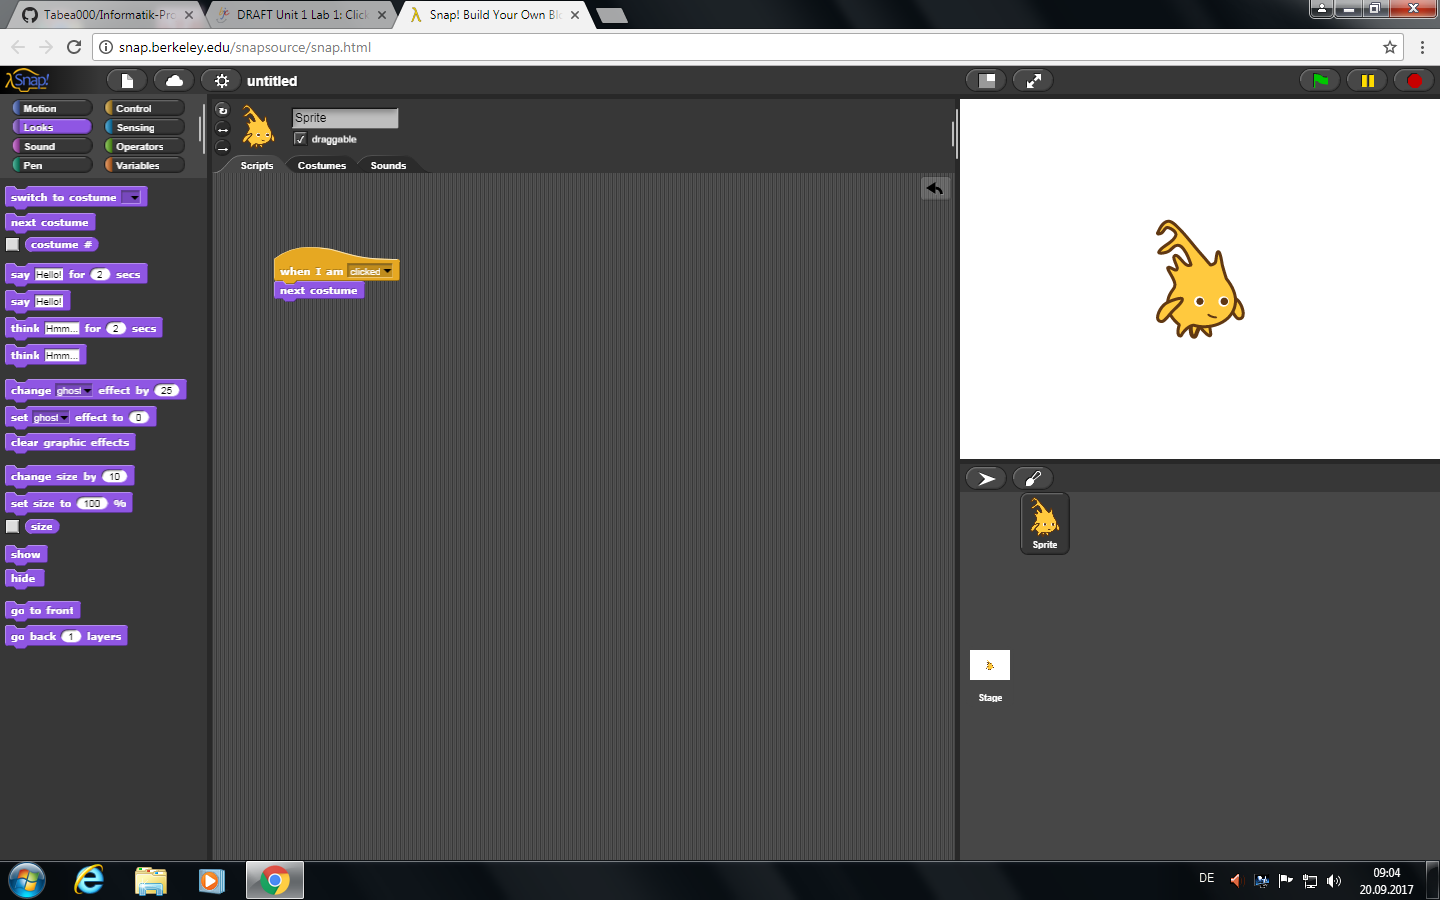 Tabea000/Informatik-Pro
DRAFT Unit 1 Lab 1: Click
Snap! Build Your Own Blo
snap.berkeley.edu/snapsource/snap.html
Snap!
untitled
Motion
Control
Looks
Sensing
Sound
Operators
Pen
Variables
switch to costume
next costume
costume #
say Hello! for 2 secs
say Hello!
think Hmm... for 2 secs
think Hmm...
change ghost effect by 25
set ghost effect to 0
clear graphic effects
change size by 10
set size to 100 %
size
show
hide
go to front
go back 1 layers
Sprite
draggable
Scripts
Costumes
Sounds
when I am clicked
next costume
Sprite
Stage
DE
09:04
20.09.2017